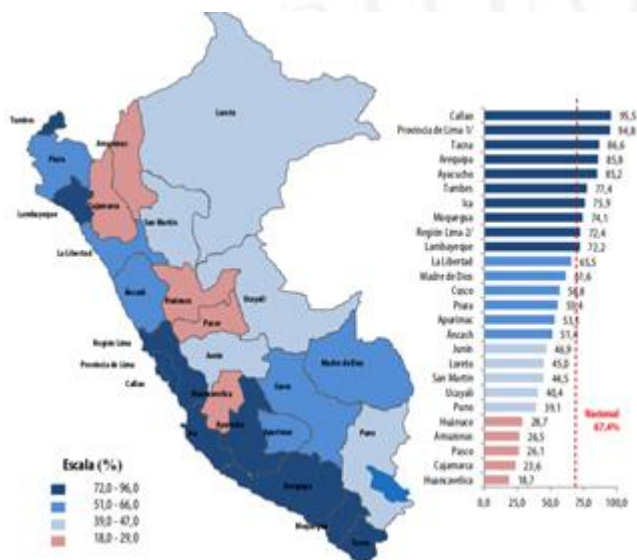 Loreto
Tumbes
Piura
Amazonas
Lambayeque
Cajamarca
San Martín
La Libertad
Áncash
Huánuco
Ucayali
Pasco
Región Lima
Junín
Provincia de Lima
Madre de Dios
Callao
Cusco
Huancavelica
Ica
Ayacucho
Apurímac
Puno
Arequipa
Moquegua
Tacna
Escala (%)
72,0 - 96,0
51,0 - 66,0
39,0 - 47,0
18,0 - 29,0
Callao 95,5
Provincia de Lima 1/ 94,8
Tacna 86,6
Arequipa 85,8
Ayacucho 85,2
Tumbes 77,4
Ica 75,9
Moquegua 74,1
Región Lima 2/ 72,4
Lambayeque 72,2
La Libertad 65,5
Madre de Dios 61,6
Cusco 56,8
Piura
Apurímac
Áncash 51,4
Junín 46,9
Loreto 45,0
San Martín 46,5
Ucayali 40,4
Puno 39,1
Huánuco 28,7
Amazonas 26,5
Pasco 26,1
Cajamarca 23,6
Huancavelica 18,7
Nacional
67,4%
0,0 25,0 50,0 75,0 100,0